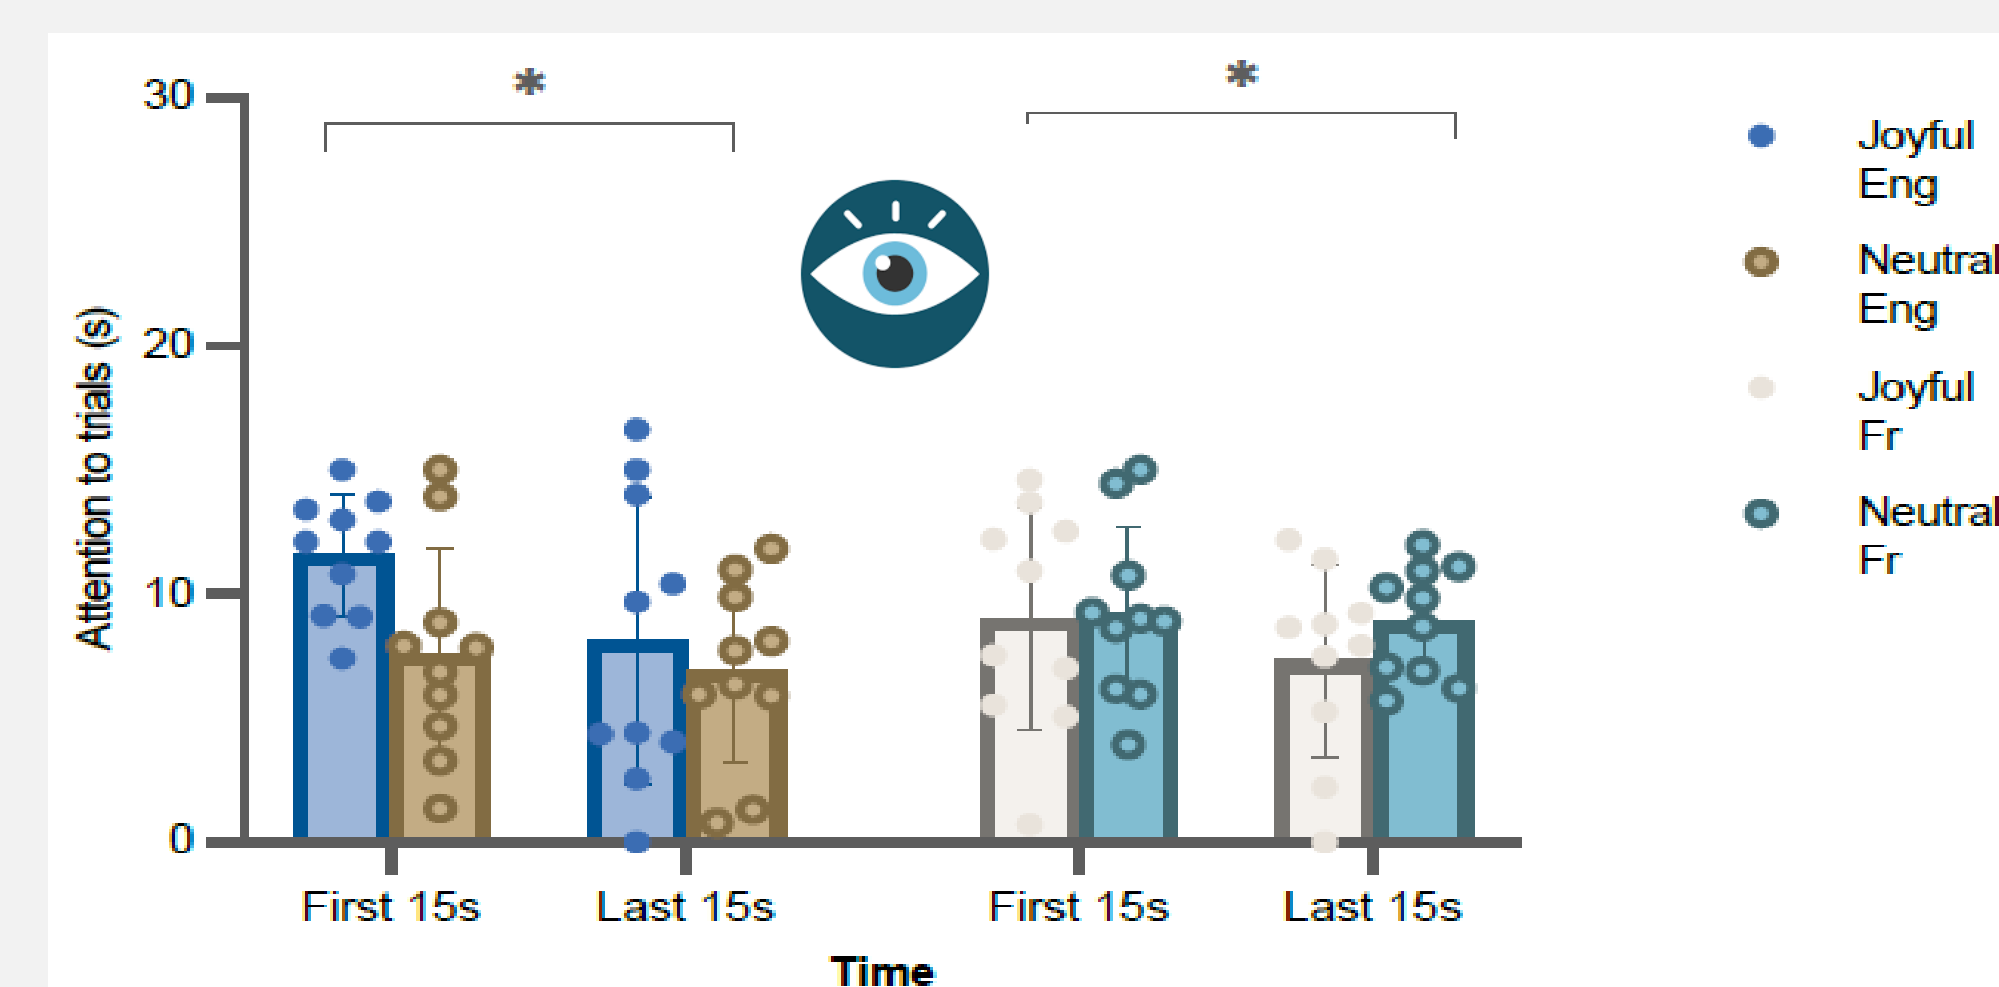 *
*
30
20
10
0
Attention to trials (s)
First 15s
Last 15s
First 15s
Last 15s
Time
Joyful
Eng
Neutral
Eng
Joyful
Fr
Neutral
Fr